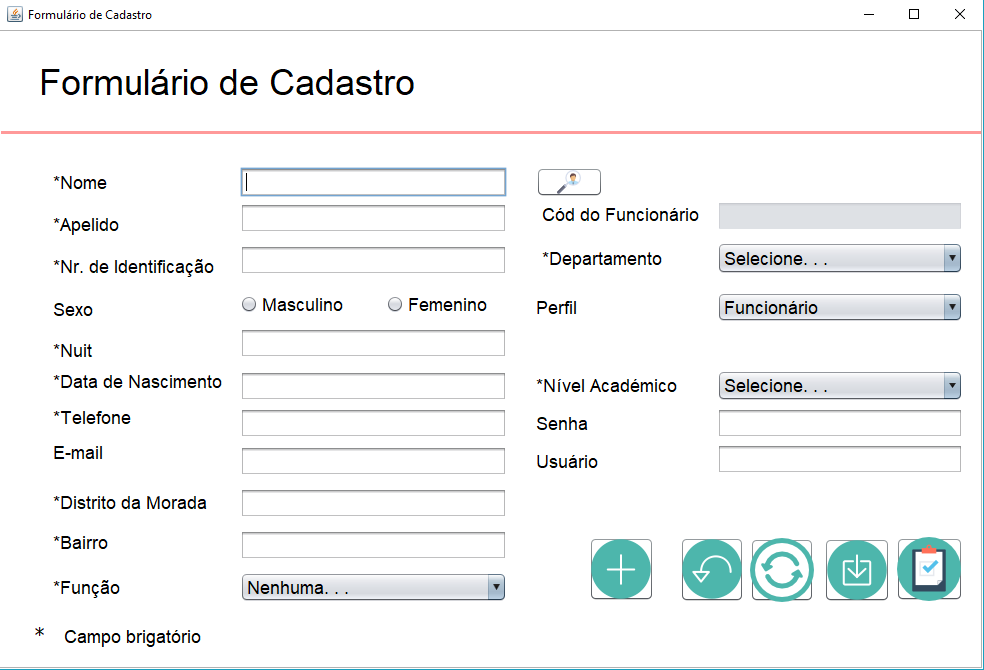 Formulário de Cadastro
Formulário de Cadastro
*Nome
*Apelido
*Nr. de Identificação
Sexo
Masculino
Femenino
*Nuit
*Data de Nascimento
*Telefone
E-mail
*Distrito da Morada
*Bairro
*Função
Nenhuma. . .
* Campo brigatório
Cód do Funcionário
*Departamento
Selecione. . .
Perfil
Funcionário
*Nível Académico
Selecione. . .
Senha
Usuário